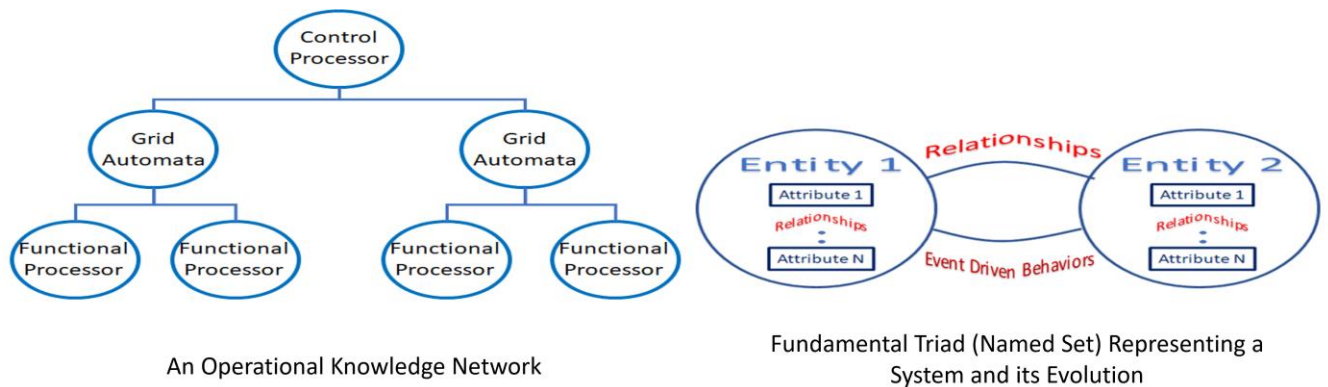 Control
Processor
Grid
Automata
Grid
Automata
Functional
Processor
Functional
Processor
Functional
Processor
Functional
Processor
An Operational Knowledge Network
Relationships
Entity 1
Attribute 1
Relationships
Attribute N
Entity 2
Attribute 1
Relationships
Attribute N
Event Driven Behaviors
Fundamental Triad (Named Set) Representing a
System and its Evolution